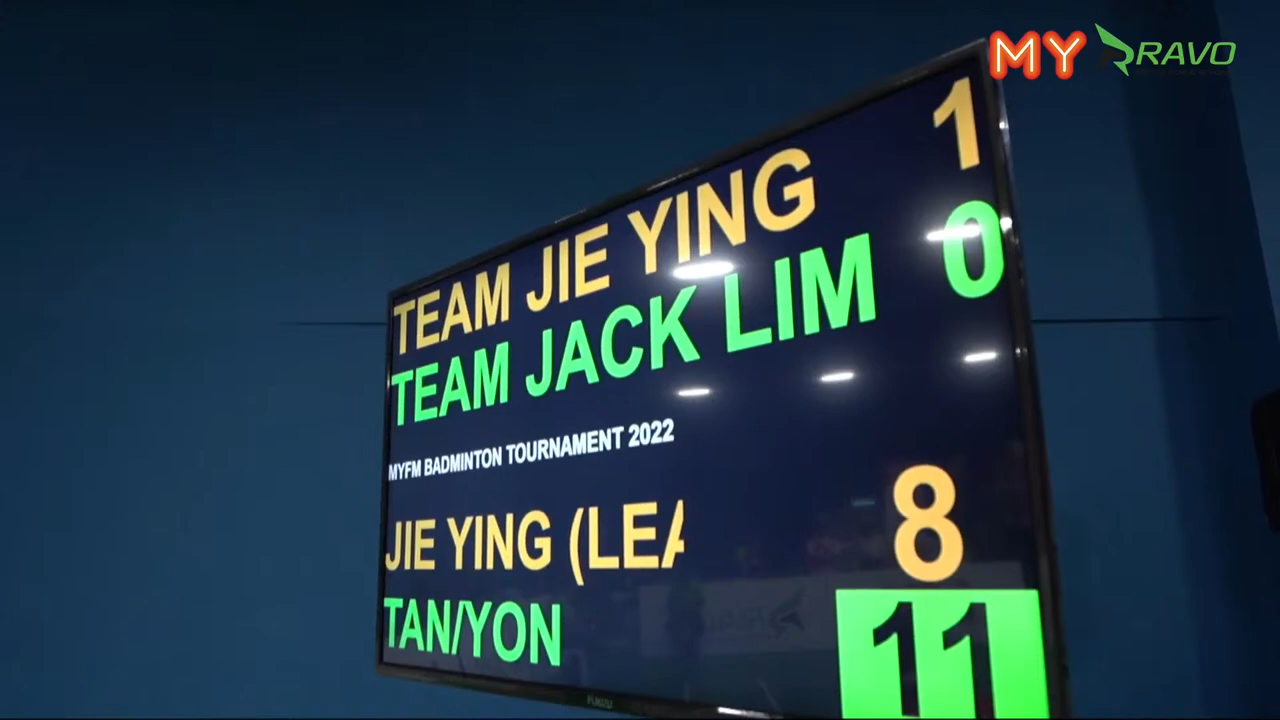 MY RAVO
TEAM JIE YING 1
TEAM JACK LIM 0
MYFM BADMINTON TOURNAMENT 2022
JIE YING (LEA 8
TAN/YON 11